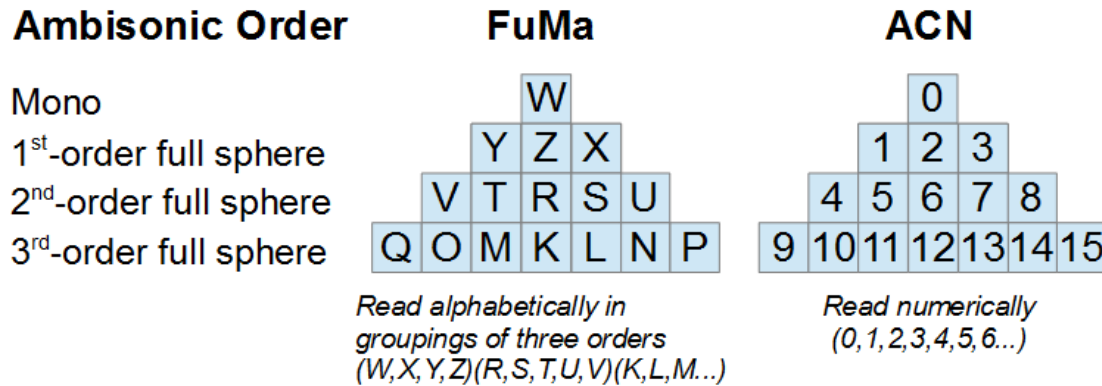 Ambisonic Order FuMa ACN
Mono W 0
1st-order full sphere Y Z X 1 2 3
2nd-order full sphere V T R S U 4 5 6 7 8
3rd-order full sphere Q O M K L N P 9 10 11 12 13 14 15
Read alphabetically in
groupings of three orders
(W,X,Y,Z)(R,S,T,U,V)(K,L,M...)
Read numerically
(0,1,2,3,4,5,6...)